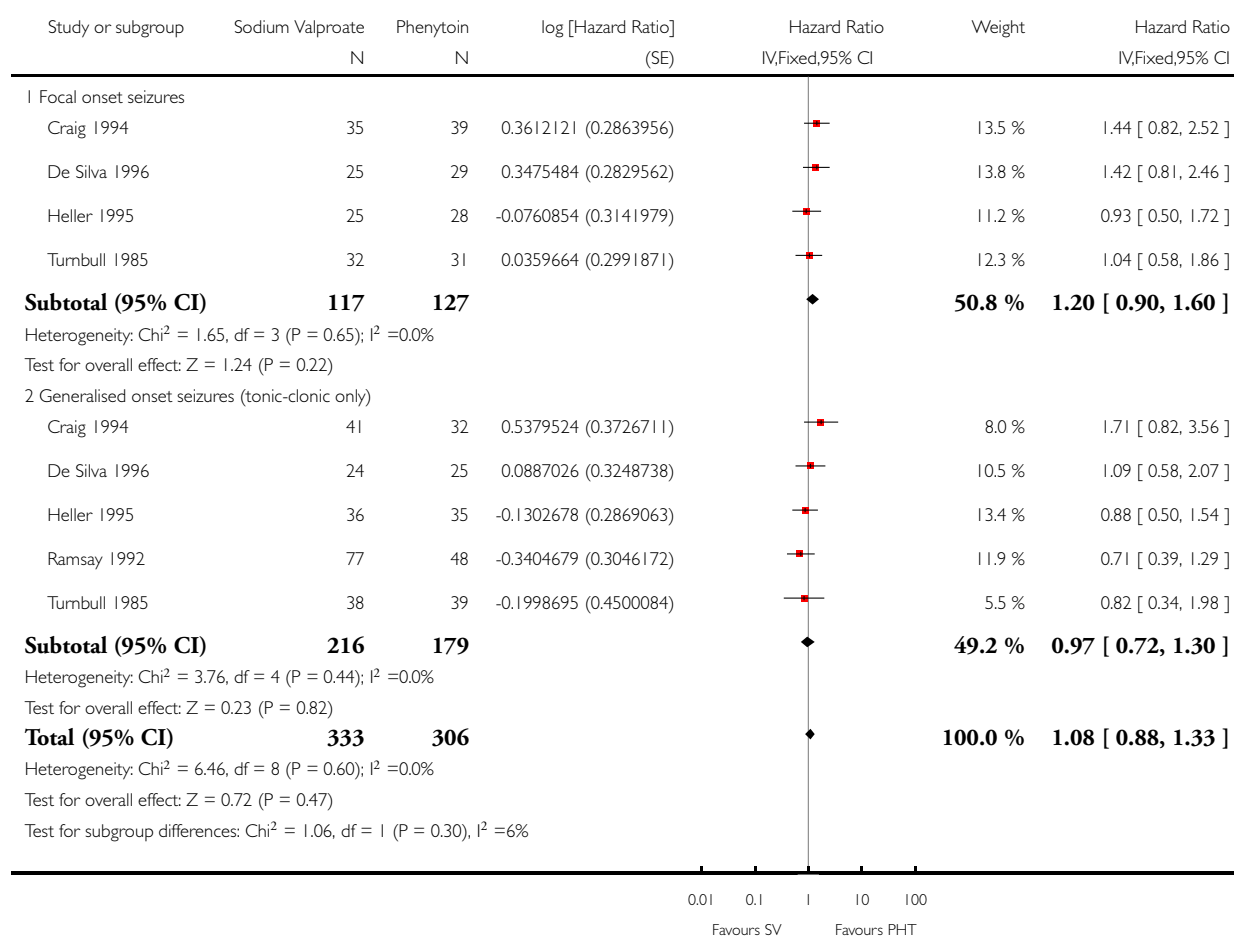 Study or subgroup Sodium Valproate Phenytoin log [Hazard Ratio] Hazard Ratio Weight Hazard Ratio
N N (SE) IV,Fixed,95% CI IV,Fixed,95% CI
1 Focal onset seizures
Craig 1994 35 39 0.3612121 (0.2863956) 13.5 % 1.44 [ 0.82, 2.52 ]
De Silva 1996 25 29 0.3475484 (0.2829562) 13.8 % 1.42 [ 0.81, 2.46 ]
Heller 1995 25 28 -0.0760854 (0.3141979) 11.2 % 0.93 [ 0.50, 1.72 ]
Turnbull 1985 32 31 0.0359664 (0.2991871) 12.3 % 1.04 [ 0.58, 1.86 ]
Subtotal (95% CI) 117 127 50.8 % 1.20 [ 0.90, 1.60 ]
Heterogeneity: Chi² = 1.65, df = 3 (P = 0.65); I² =0.0%
Test for overall effect: Z = 1.24 (P = 0.22)
2 Generalised onset seizures (tonic-clonic only)
Craig 1994 41 32 0.5379524 (0.3726711) 8.0 % 1.71 [ 0.82, 3.56 ]
De Silva 1996 24 25 0.0887026 (0.3248738) 10.5 % 1.09 [ 0.58, 2.07 ]
Heller 1995 36 35 -0.1302678 (0.2869063) 13.4 % 0.88 [ 0.50, 1.54 ]
Ramsay 1992 77 48 -0.3404679 (0.3046172) 11.9 % 0.71 [ 0.39, 1.29 ]
Turnbull 1985 38 39 -0.1998695 (0.4500084) 5.5 % 0.82 [ 0.34, 1.98 ]
Subtotal (95% CI) 216 179 49.2 % 0.97 [ 0.72, 1.30 ]
Heterogeneity: Chi² = 3.76, df = 4 (P = 0.44); I² =0.0%
Test for overall effect: Z = 0.23 (P = 0.82)
Total (95% CI) 333 306 100.0 % 1.08 [ 0.88, 1.33 ]
Heterogeneity: Chi² = 6.46, df = 8 (P = 0.60); I² =0.0%
Test for overall effect: Z = 0.72 (P = 0.47)
Test for subgroup differences: Chi² = 1.06, df = 1 (P = 0.30), I² =6%
0.01 0.1 1 10 100
Favours SV Favours PHT